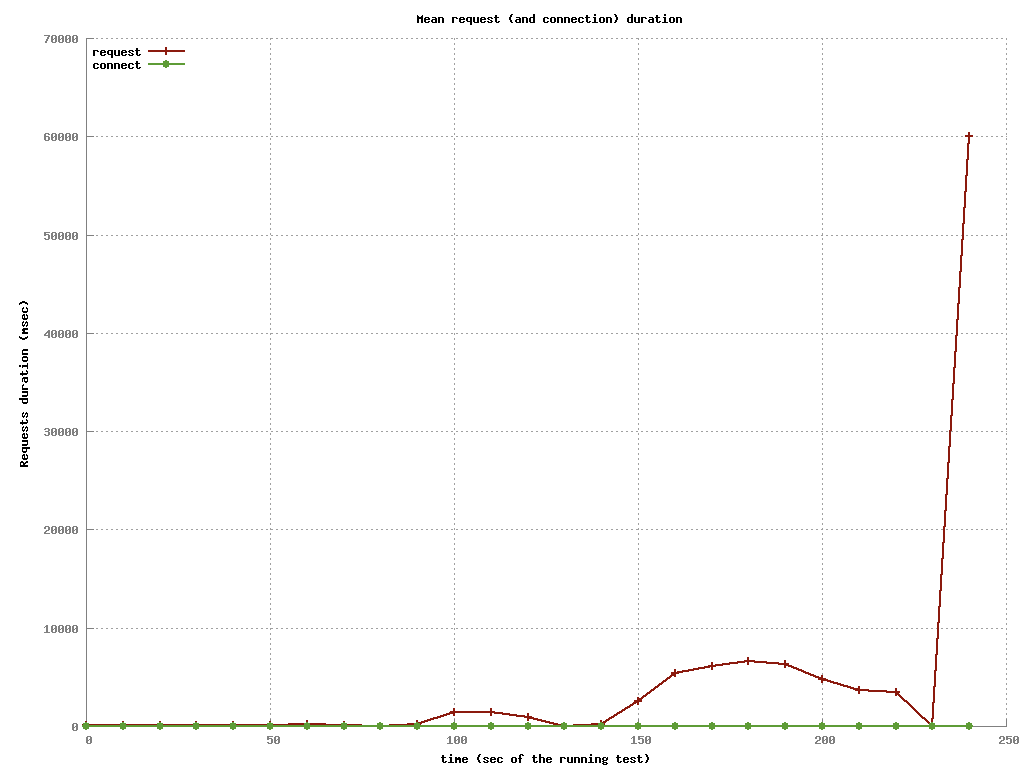 Mean request (and connection) duration
70000
request
connect
60000
50000
40000
30000
20000
10000
0
Requests duration (msec)
0 50 100 150 200 250
time (sec of the running test)